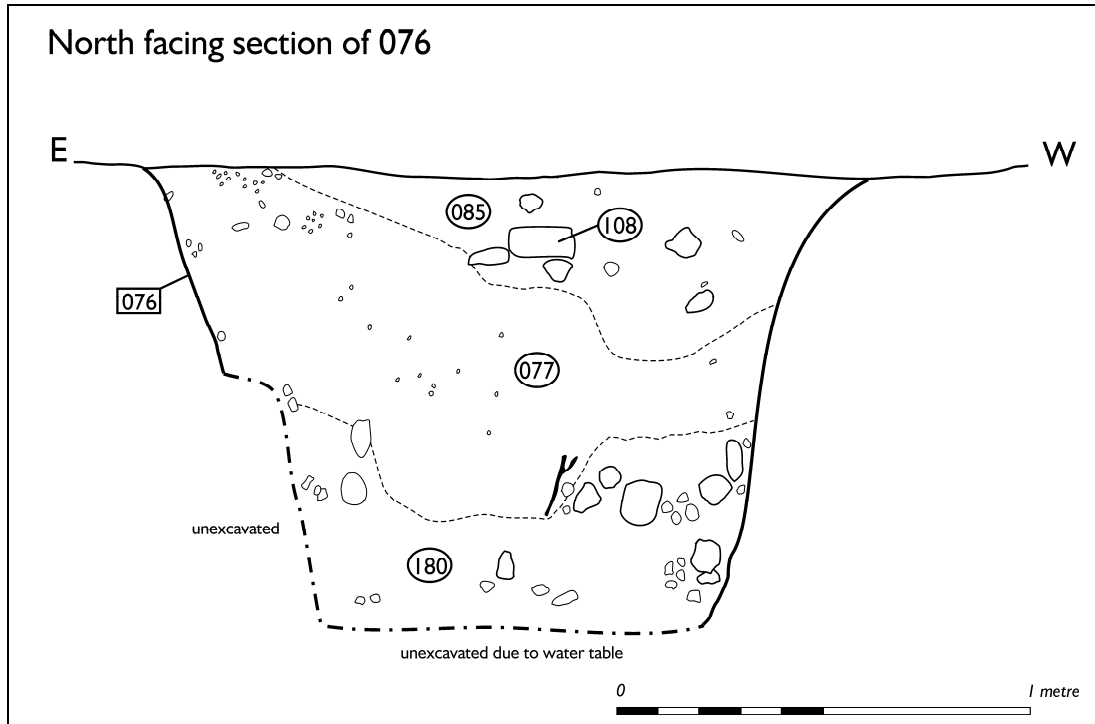 North facing section of 076
E
W
085
108
076
077
unexcavated
180
unexcavated due to water table
0
1 metre